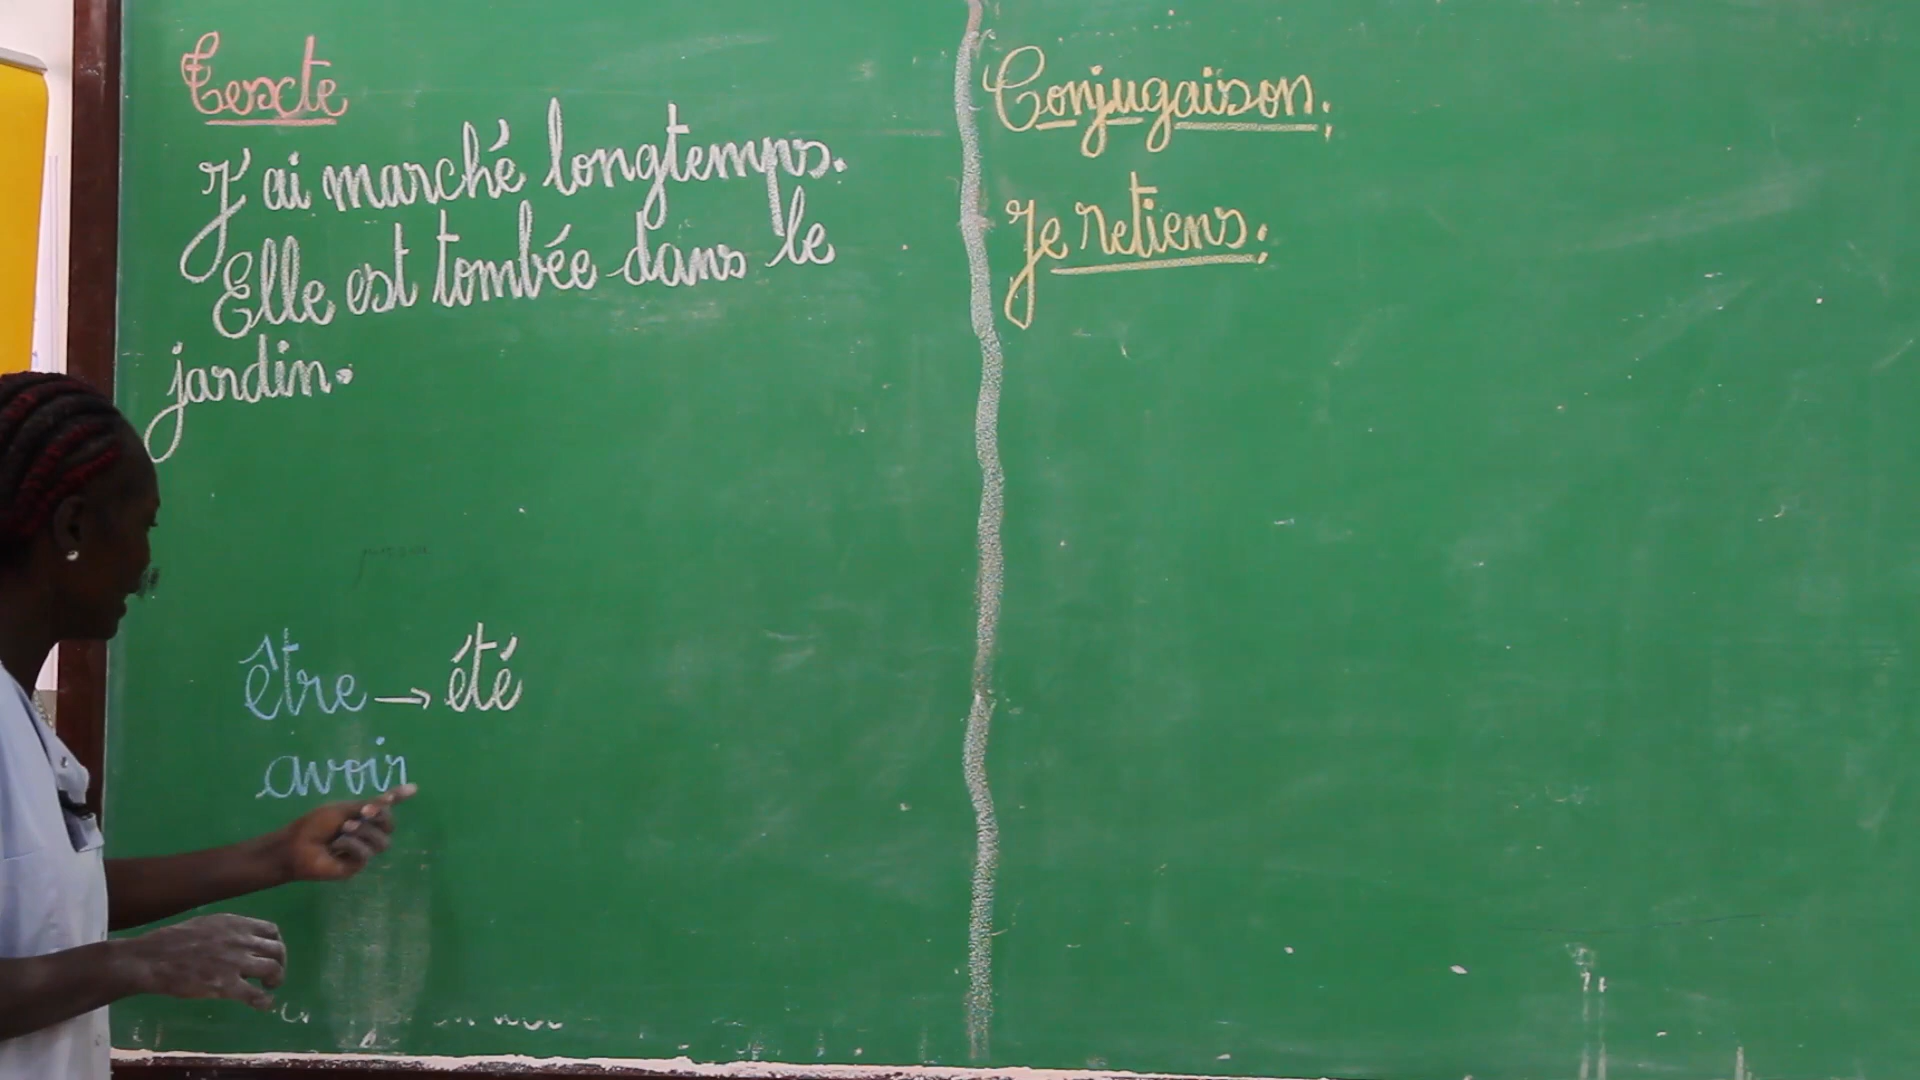 Texte
J'ai marché longtemps.
Elle est tombée dans le
jardin.
être → été
avoir
Conjugaison.
Je retiens.